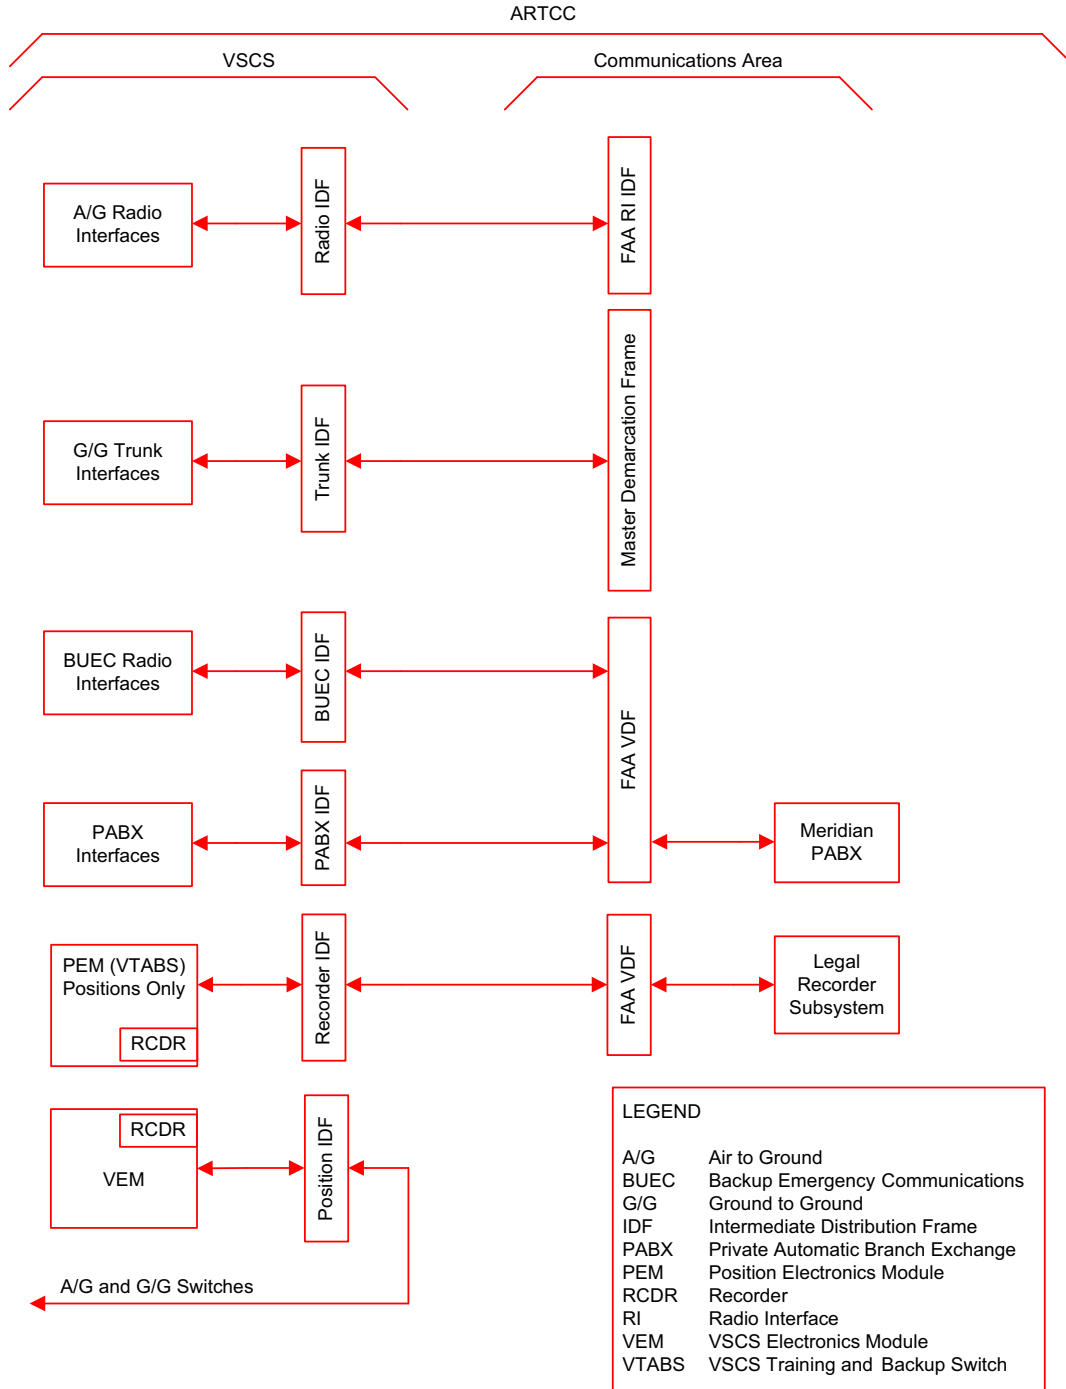 ARTCC
VSCS
Communications Area
A/G Radio
Interfaces
Radio IDF
FAA RI IDF
G/G Trunk
Interfaces
Trunk IDF
Master Demarcation Frame
BUEC Radio
Interfaces
BUEC IDF
FAA VDF
PABX
Interfaces
PABX IDF
Meridian
PABX
PEM (VTABS)
Positions Only
RCDR
Recorder IDF
FAA VDF
Legal
Recorder
Subsystem
RCDR
VEM
Position IDF
A/G and G/G Switches
LEGEND
A/G Air to Ground
BUEC Backup Emergency Communications
G/G Ground to Ground
IDF Intermediate Distribution Frame
PABX Private Automatic Branch Exchange
PEM Position Electronics Module
RCDR Recorder
RI Radio Interface
VEM VSCS Electronics Module
VTABS VSCS Training and Backup Switch